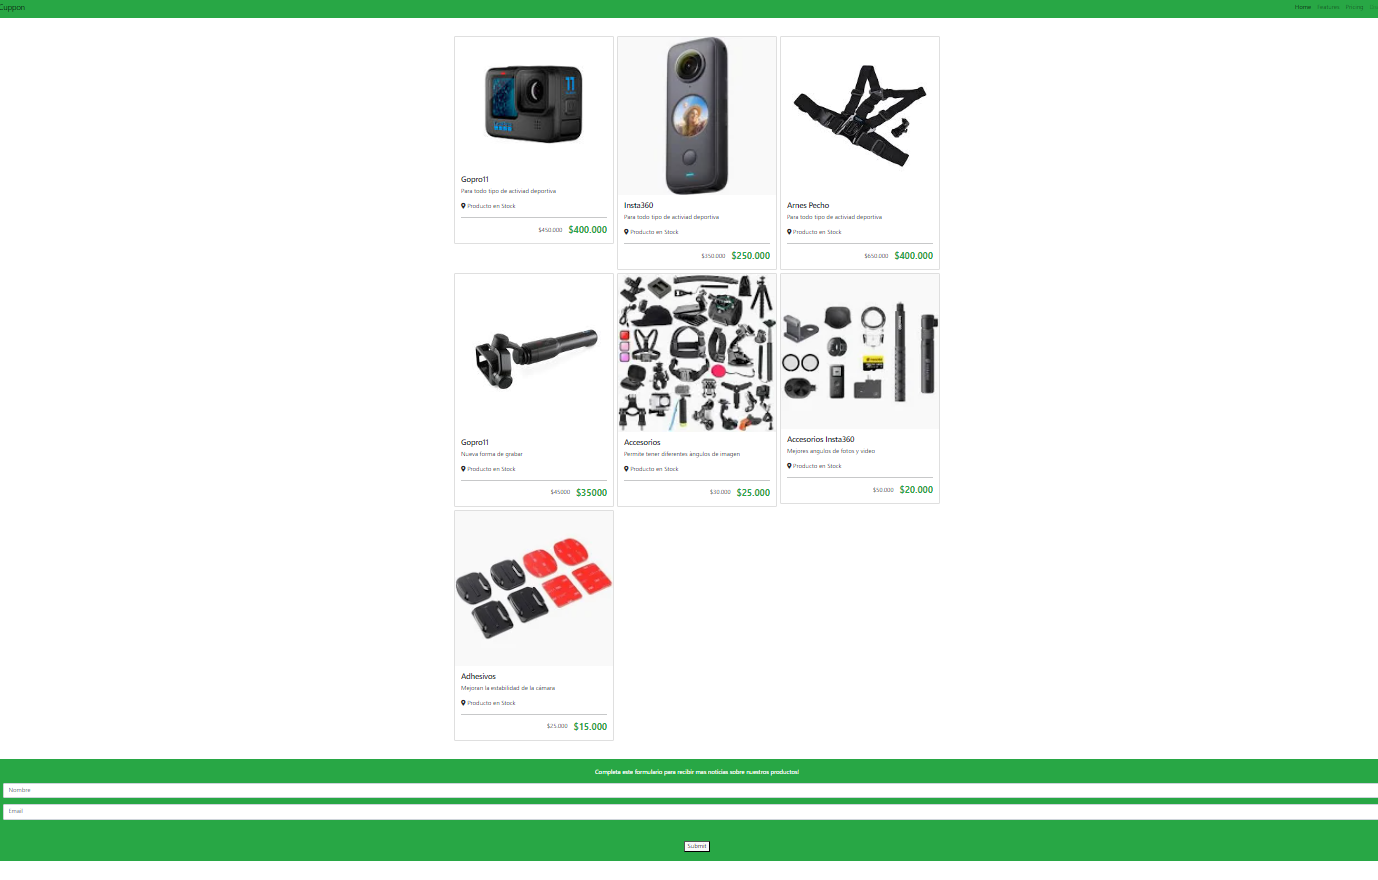 Cuppon
Home Features Pricing
11
Gopro11
Para todo tipo de activiad deportiva
Producto en Stock
$450.000 $400.000
Insta360
Para todo tipo de activiad deportiva
Producto en Stock
$350.000 $250.000
Arnes Pecho
Para todo tipo de activiad deportiva
Producto en Stock
$650.000 $400.000
Gopro11
Nueva forma de grabar
Producto en Stock
$45000 $35000
Accesorios
Permite tener diferentes ángulos de imagen
Producto en Stock
$30.000 $25.000
Accesorios Insta360
Mejores angulos de fotos y video
Producto en Stock
$50.000 $20.000
Adhesivos
Mejoran la estabilidad de la cámara
Producto en Stock
$25.000 $15.000
Completa este formulario para recibir mas noticias sobre nuestros productos!
Nombre
Email
Submit